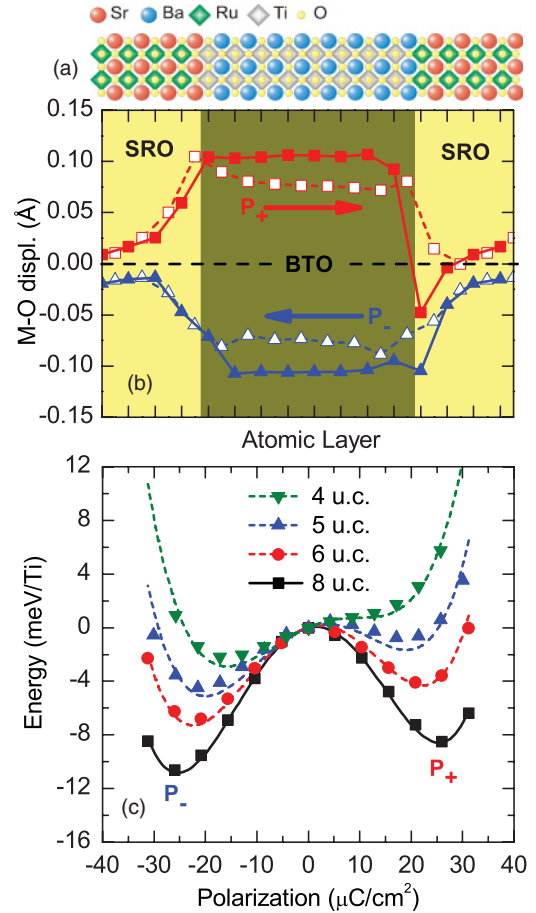 Sr Ba Ru Ti O
(a)
0.15
0.10
0.05
0.00
-0.05
-0.10
-0.15
M-O displ. (Å)
SRO
SRO
P+
BTO
P-
(b)
Atomic Layer
12
8
4
0
-4
-8
-12
-16
Energy (meV/Ti)
4 u.c.
5 u.c.
6 u.c.
8 u.c.
P-
P+
(c)
-40 -30 -20 -10 0 10 20 30 40
Polarization (μC/cm²)